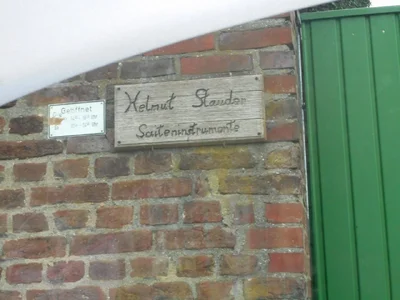 Geöffnet
Helmut Stauder
Saiteninstrumente